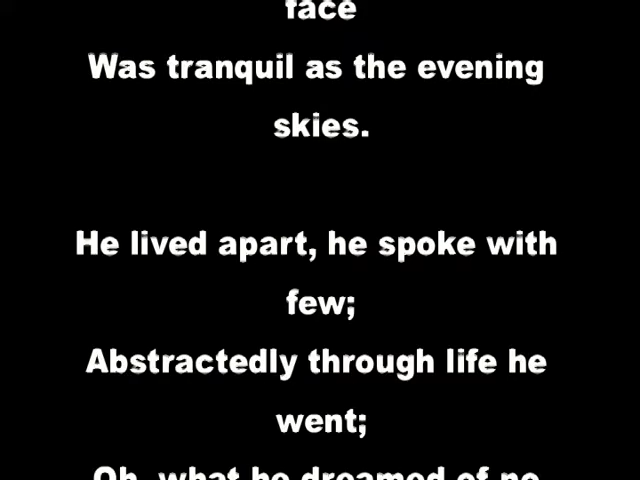 face
Was tranquil as the evening
skies.
He lived apart, he spoke with
few;
Abstractedly through life he
went;
Oh, what he dreamed of no